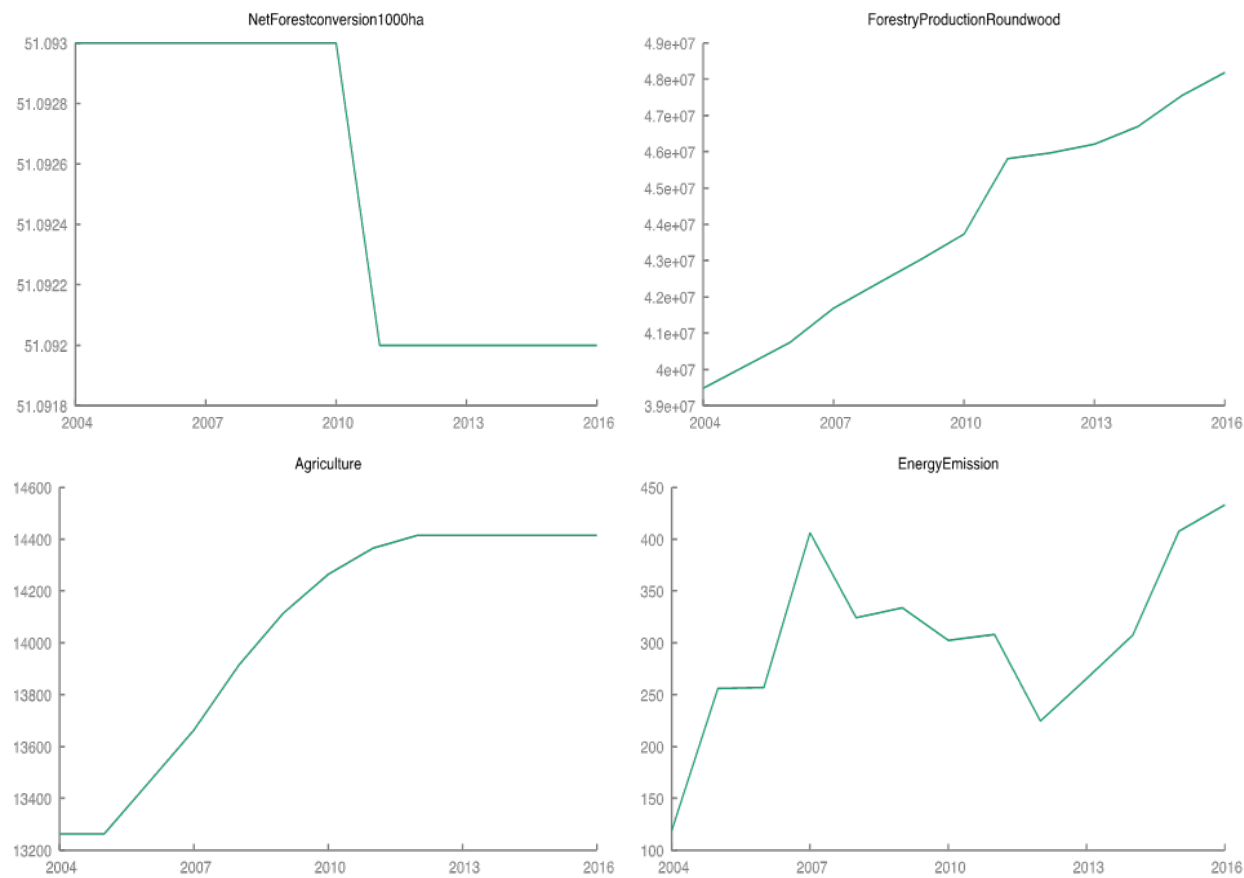 NetForestconversion1000ha
51.093
51.0928
51.0926
51.0924
51.0922
51.092
51.0918
2004 2007 2010 2013 2016
ForestryProductionRoundwood
4.9e+07
4.8e+07
4.7e+07
4.6e+07
4.5e+07
4.4e+07
4.3e+07
4.2e+07
4.1e+07
4e+07
3.9e+07
2004 2007 2010 2013 2016
Agriculture
14600
14400
14200
14000
13800
13600
13400
13200
2004 2007 2010 2013 2016
EnergyEmission
450
400
350
300
250
200
150
100
2004 2007 2010 2013 2016